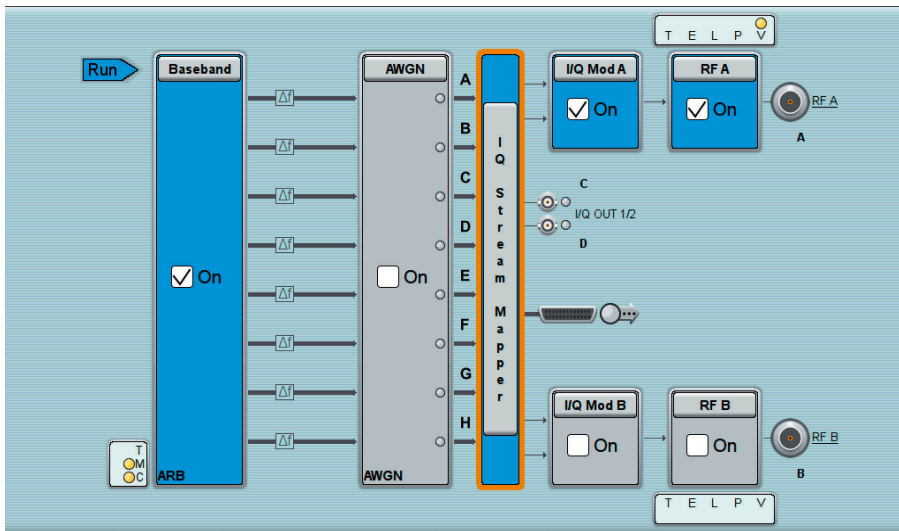 T E L P V
Run
Baseband
AWGN
I/Q Mod A
RF A
A
On
On
RF A
Δf
B
A
Δf
C
C
Δf
I/Q OUT 1/2
D
D
Δf
On
On
E
Δf
F
Δf
G
Δf
H
Δf
IQ Stream Mapper
I/Q Mod B
RF B
On
On
RF B
B
T
M
C
ARB
AWGN
T E L P V